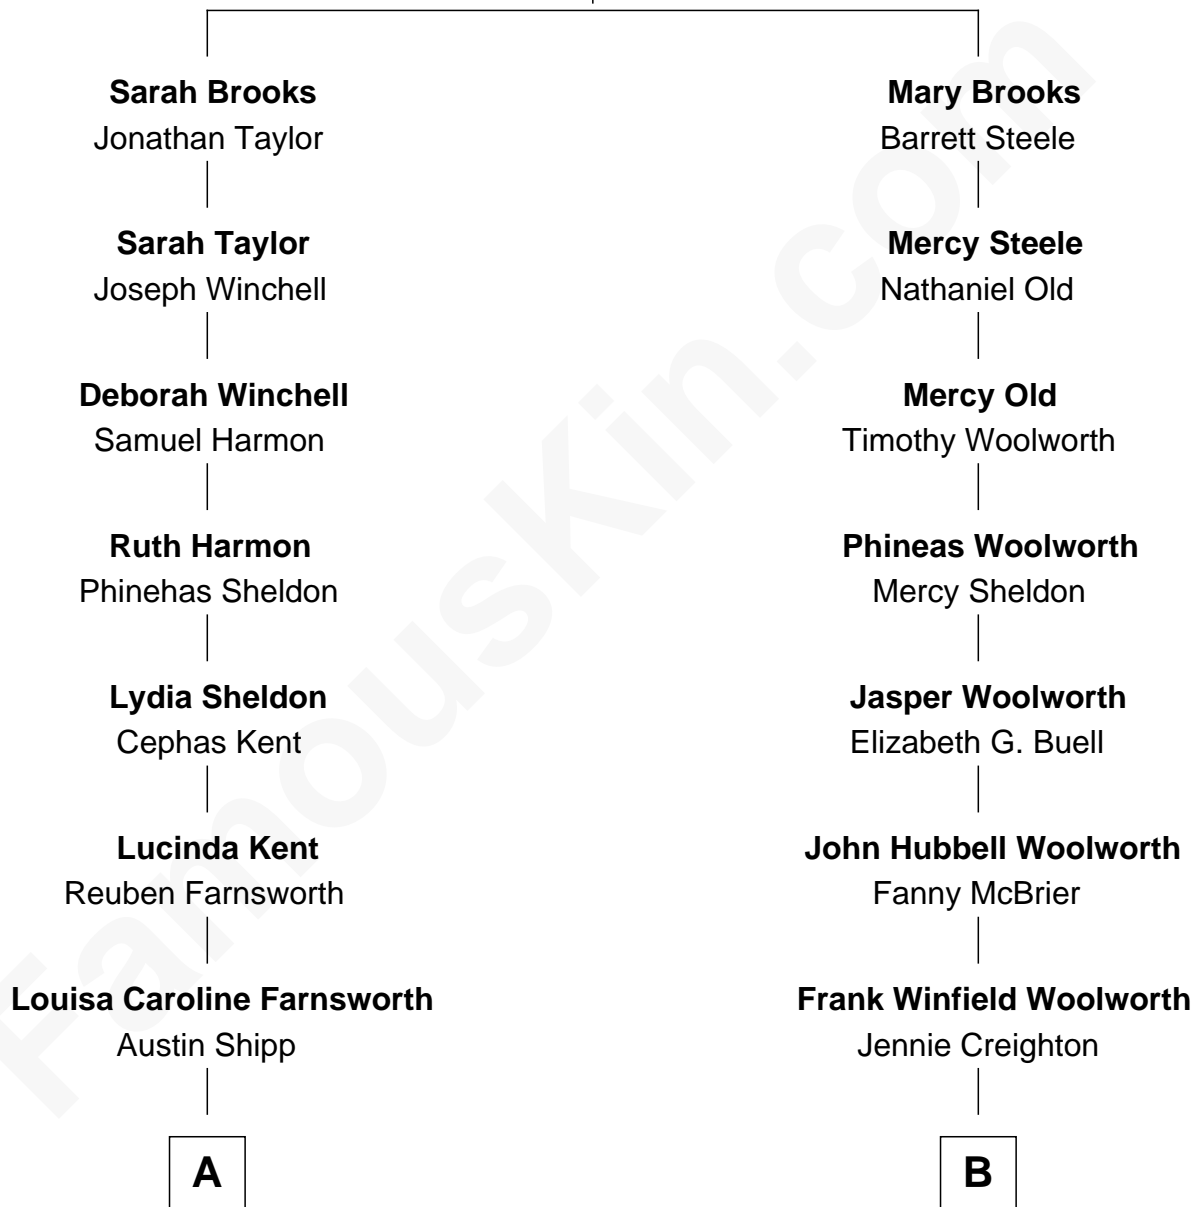 Sarah Brooks
Jonathan Taylor
Mary Brooks
Barrett Steele
Sarah Taylor
Joseph Winchell
Mercy Steele
Nathaniel Old
Deborah Winchell
Samuel Harmon
Mercy Old
Timothy Woolworth
Ruth Harmon
Phinehas Sheldon
Phineas Woolworth
Mercy Sheldon
Lydia Sheldon
Cephas Kent
Jasper Woolworth
Elizabeth G. Buell
Lucinda Kent
Reuben Farnsworth
John Hubbell Woolworth
Fanny McBrier
Louisa Caroline Farnsworth
Austin Shipp
Frank Winfield Woolworth
Jennie Creighton
A
B
FamousKin.com